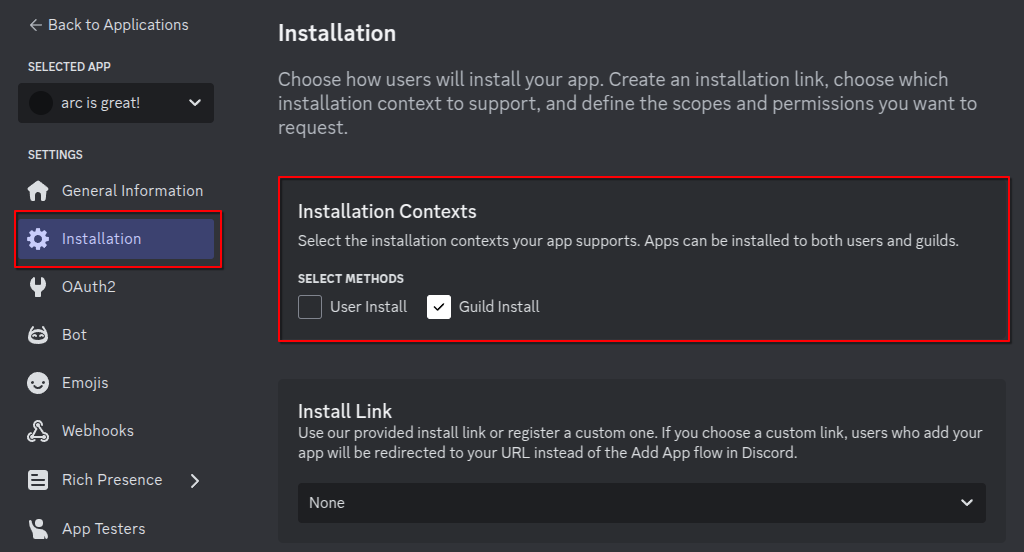 Back to Applications
SELECTED APP
arc is great!
SETTINGS
General Information
Installation
OAuth2
Bot
Emojis
Webhooks
Rich Presence
App Testers
Installation
Choose how users will install your app. Create an installation link, choose which
installation context to support, and define the scopes and permissions you want to
request.
Installation Contexts
Select the installation contexts your app supports. Apps can be installed to both users and guilds.
SELECT METHODS
User Install
Guild Install
Install Link
Use our provided install link or register a custom one. If you choose a custom link, users who add your
app will be redirected to your URL instead of the Add App flow in Discord.
None